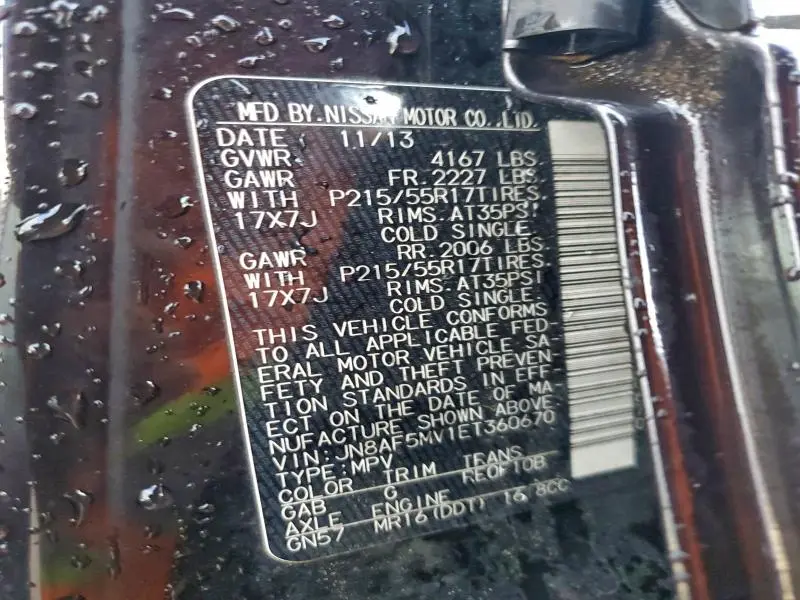 MFD BY.NISSAN MOTOR CO.,LTD.
DATE: 11/13
GVWR 4167 LBS.
GAWR FR.2227 LBS.
WITH P215/55R17TIRES.
17X7J RIMS.AT35PSI
COLD SINGLE.
GAWR RR.2006 LBS.
WITH P215/55R17TIRES.
17X7J RIMS.AT35PSI
COLD SINGLE.
THIS VEHICLE CONFORMS
TO ALL APPLICABLE FED-
ERAL MOTOR VEHICLE SA-
FETY AND THEFT PREVEN-
TION STANDARDS IN EFF-
ECT ON THE DATE OF MA-
NUFACTURE SHOWN ABOVE.
VIN:JN8AF5MV1ET360670
TYPE:MPV
COLOR TRIM TRANS
GAB G RE0F10B
AXLE ENGINE
GN57 MR16(DDT) 16